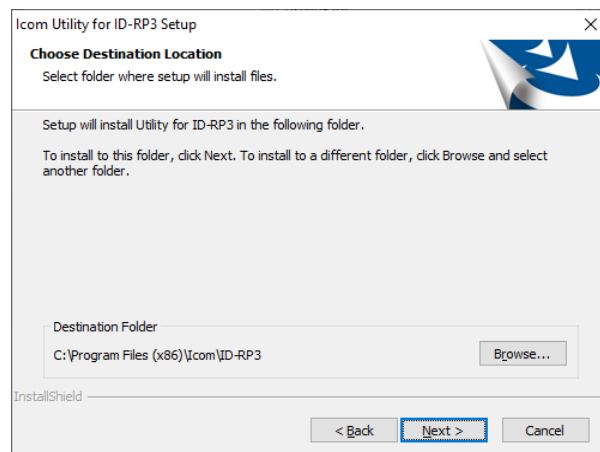 Icom Utility for ID-RP3 Setup
Choose Destination Location
Select folder where setup will install files.
Setup will install Utility for ID-RP3 in the following folder.
To install to this folder, click Next. To install to a different folder, click Browse and select
another folder.
Destination Folder
C:\Program Files (x86)\Icom\ID-RP3
Browse...
InstallShield
< Back
Next >
Cancel